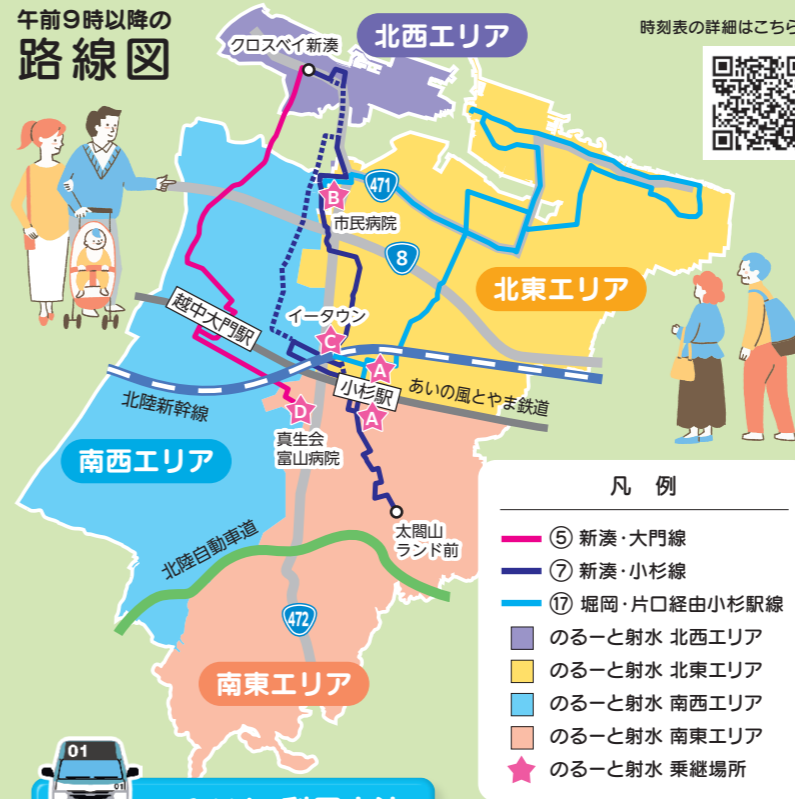 午前9時以降の
路線図
時刻表の詳細はこちら
クロスベイ新湊
北西エリア
471
B
市民病院
8
北東エリア
イータウン
越中大門駅
C
A
小杉駅
あいの風とやま鉄道
A
北陸新幹線
D
真生会
富山病院
南西エリア
太閤山
ランド前
北陸自動車道
472
南東エリア
凡 例
⑤ 新湊・大門線
⑦ 新湊・小杉線
⑰ 堀岡・片口経由小杉駅線
のるーと射水 北西エリア
のるーと射水 北東エリア
のるーと射水 南西エリア
のるーと射水 南東エリア
のるーと射水 乗継場所
01
01